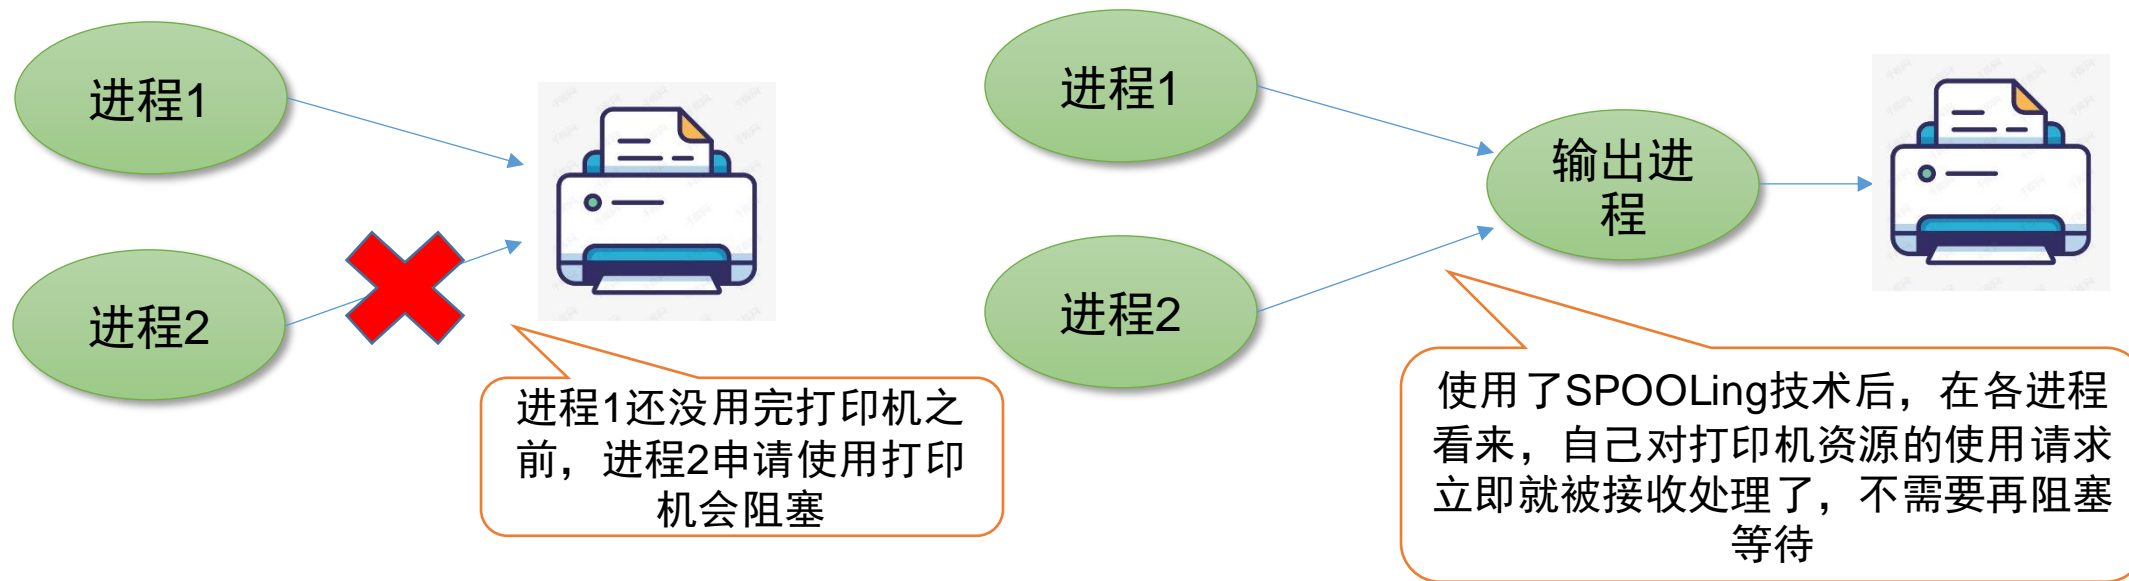 进程1
进程2
进程1还没用完打印机之
前，进程2申请使用打印
机会阻塞
进程1
进程2
输出进
程
使用了SPOOLing技术后，在各进程
看来，自己对打印机资源的使用请求
立即就被接收处理了，不需要再阻塞
等待